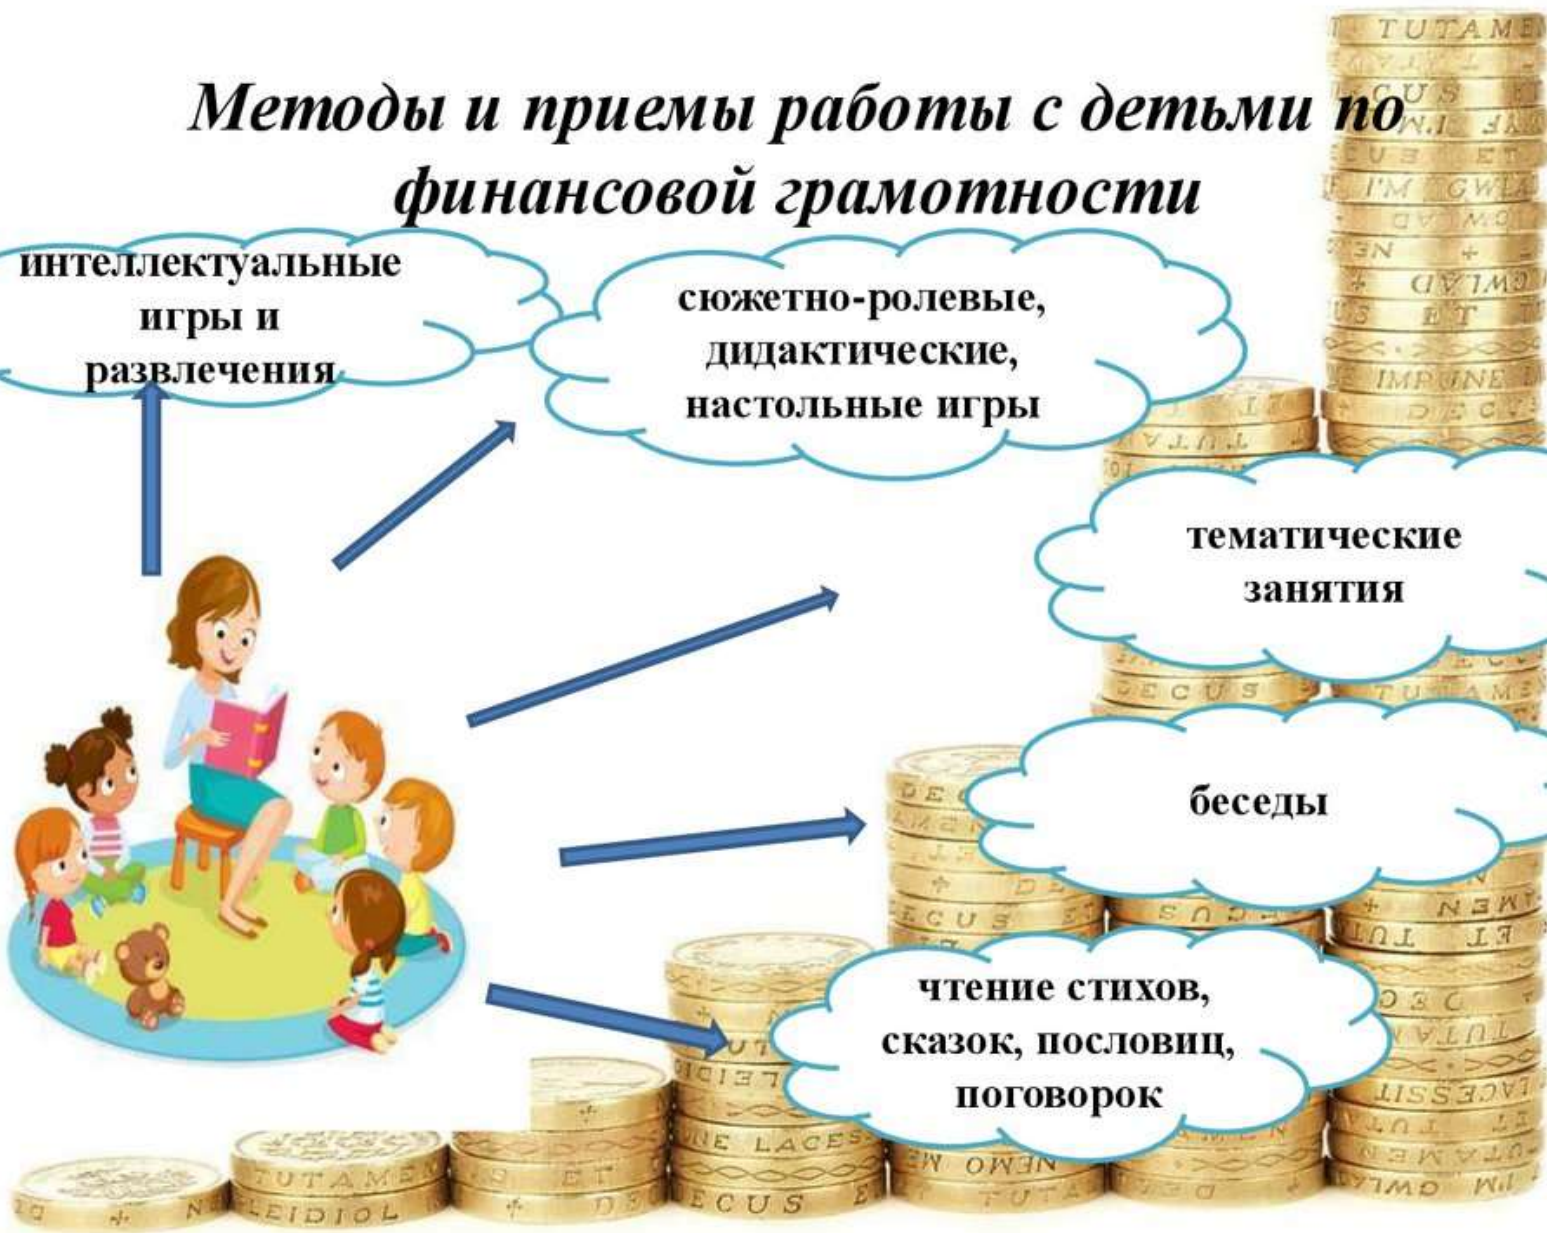 Методы и приемы работы с детьми по
финансовой грамотности
интеллектуальные
игры и
развлечения
сюжетно-ролевые,
дидактические,
настольные игры
тематические
занятия
беседы
чтение стихов,
сказок, пословиц,
поговорок